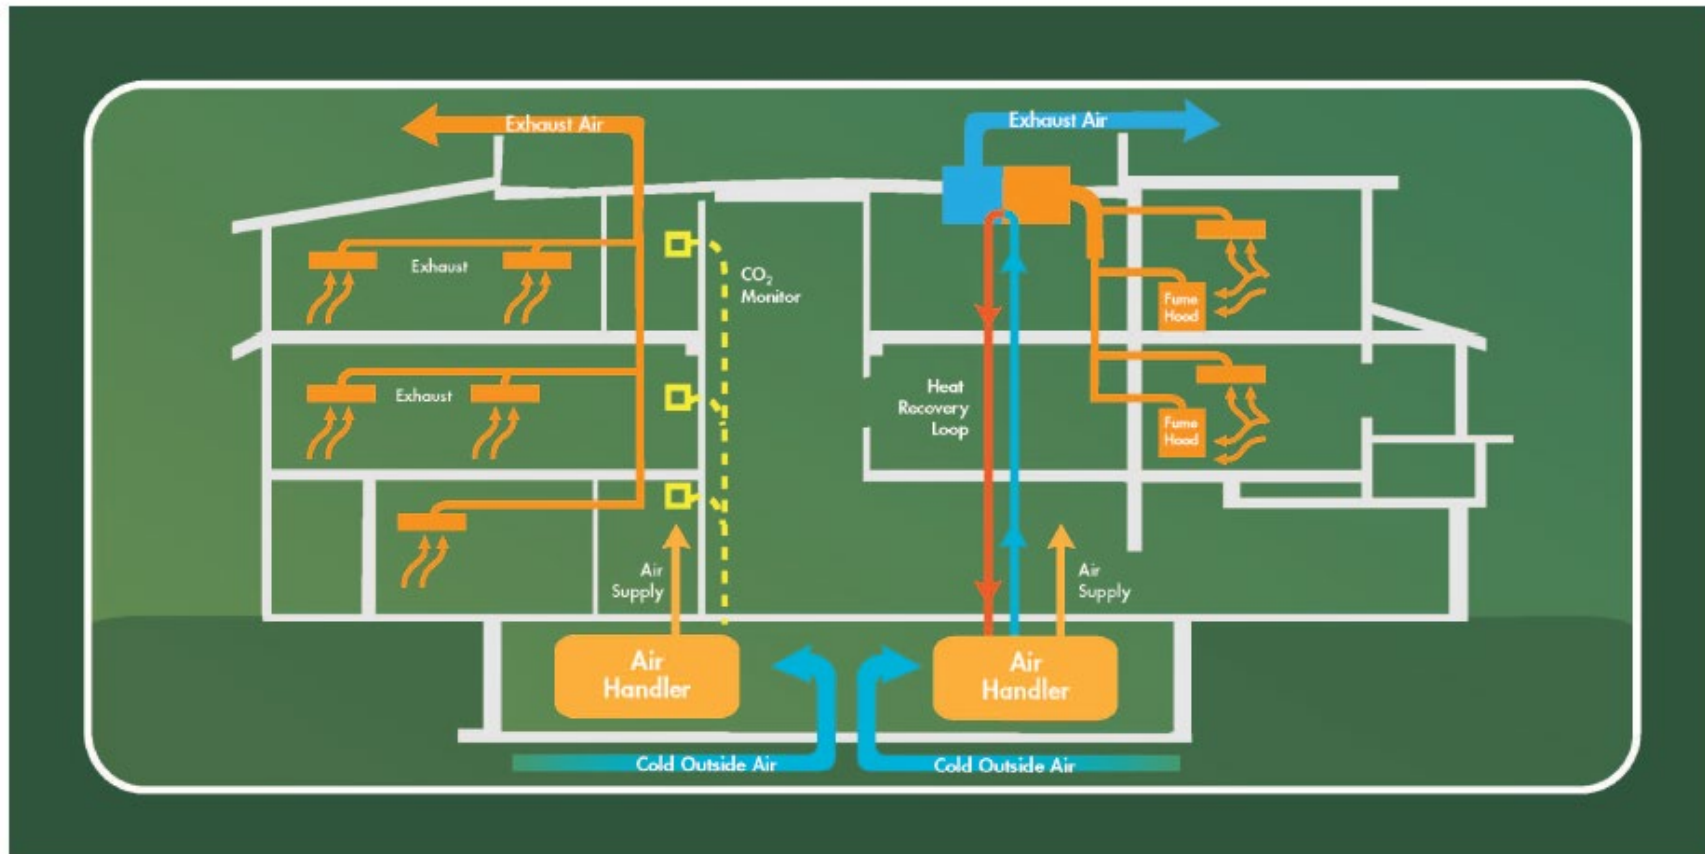 Exhaust Air
Exhaust Air
Exhaust
CO₂
Monitor
Fume
Hood
Exhaust
Heat
Recovery
Loop
Fume
Hood
Air
Supply
Air
Supply
Air
Handler
Air
Handler
Cold Outside Air
Cold Outside Air